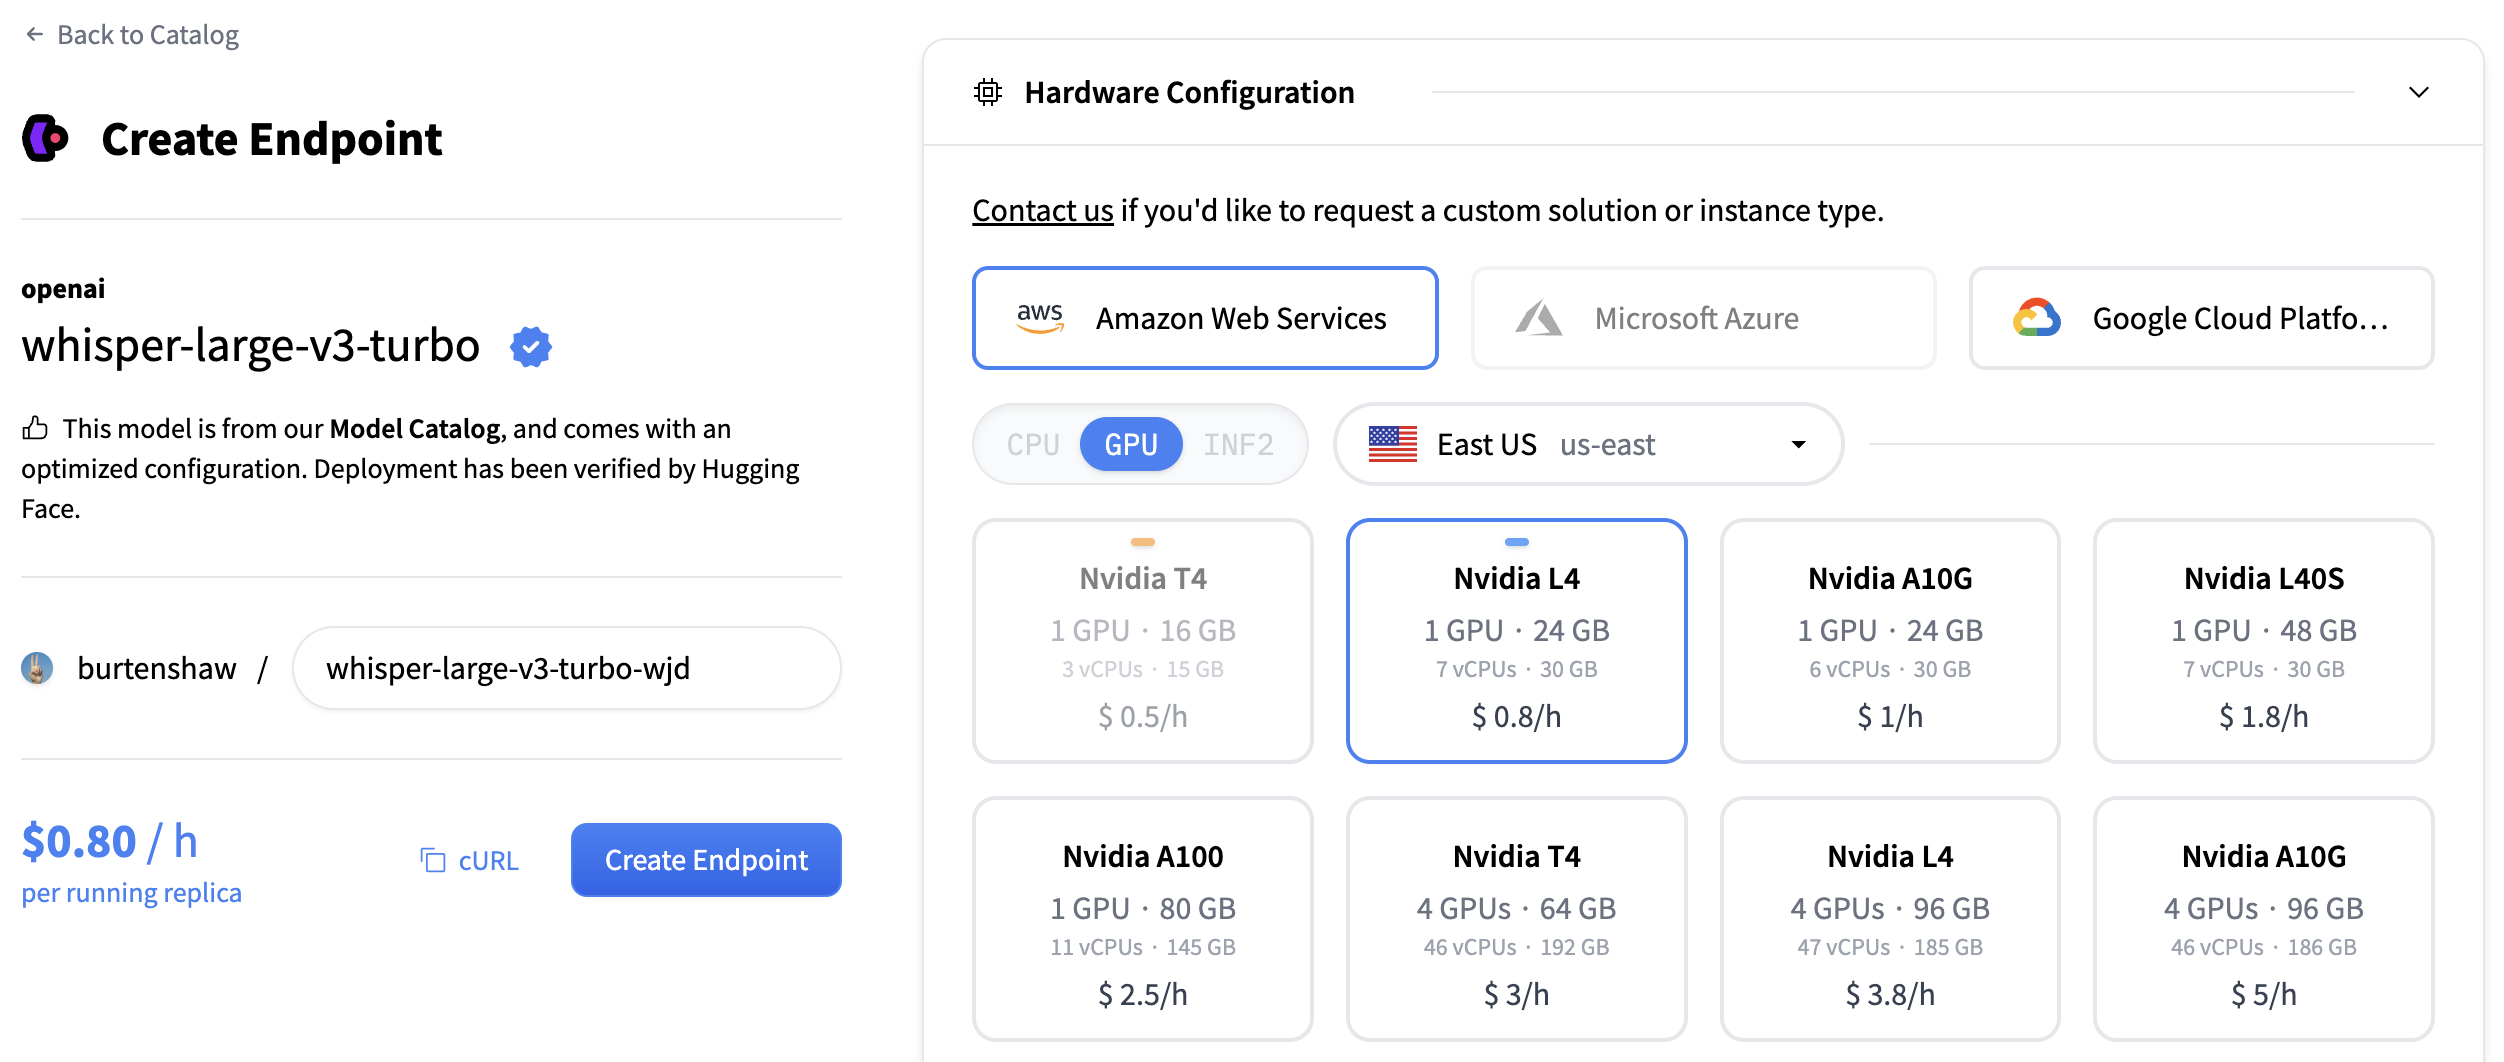 Back to Catalog
Create Endpoint
openai
whisper-large-v3-turbo
This model is from our Model Catalog, and comes with an
optimized configuration. Deployment has been verified by Hugging
Face.
burtenshaw / whisper-large-v3-turbo-wjd
$0.80 / h
per running replica
cURL
Create Endpoint
Hardware Configuration
Contact us if you'd like to request a custom solution or instance type.
aws Amazon Web Services
Microsoft Azure
Google Cloud Platfo...
CPU GPU INF2
East US us-east
Nvidia T4
1 GPU · 16 GB
3 vCPUs · 15 GB
$ 0.5/h
Nvidia L4
1 GPU · 24 GB
7 vCPUs · 30 GB
$ 0.8/h
Nvidia A10G
1 GPU · 24 GB
6 vCPUs · 30 GB
$ 1/h
Nvidia L40S
1 GPU · 48 GB
7 vCPUs · 30 GB
$ 1.8/h
Nvidia A100
1 GPU · 80 GB
11 vCPUs · 145 GB
$ 2.5/h
Nvidia T4
4 GPUs · 64 GB
46 vCPUs · 192 GB
$ 3/h
Nvidia L4
4 GPUs · 96 GB
47 vCPUs · 185 GB
$ 3.8/h
Nvidia A10G
4 GPUs · 96 GB
46 vCPUs · 186 GB
$ 5/h